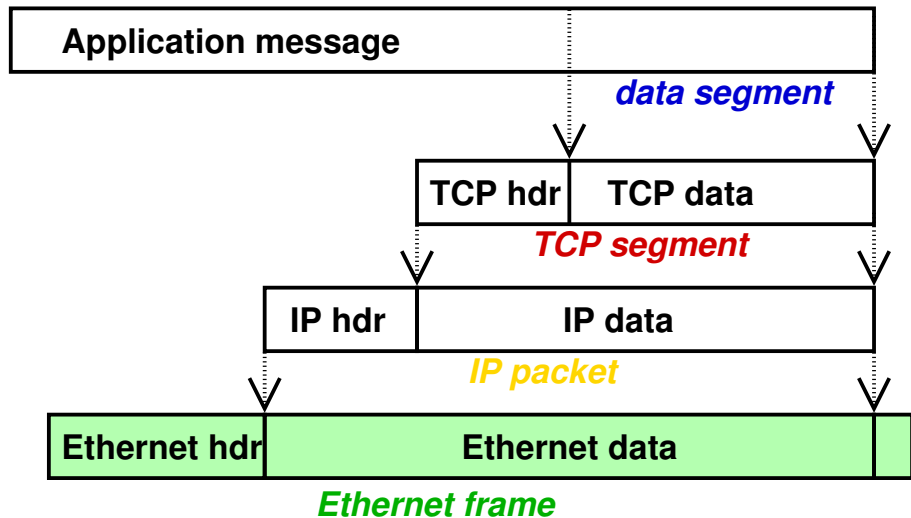 Application message
data segment
TCP hdr TCP data
TCP segment
IP hdr IP data
IP packet
Ethernet hdr Ethernet data
Ethernet frame